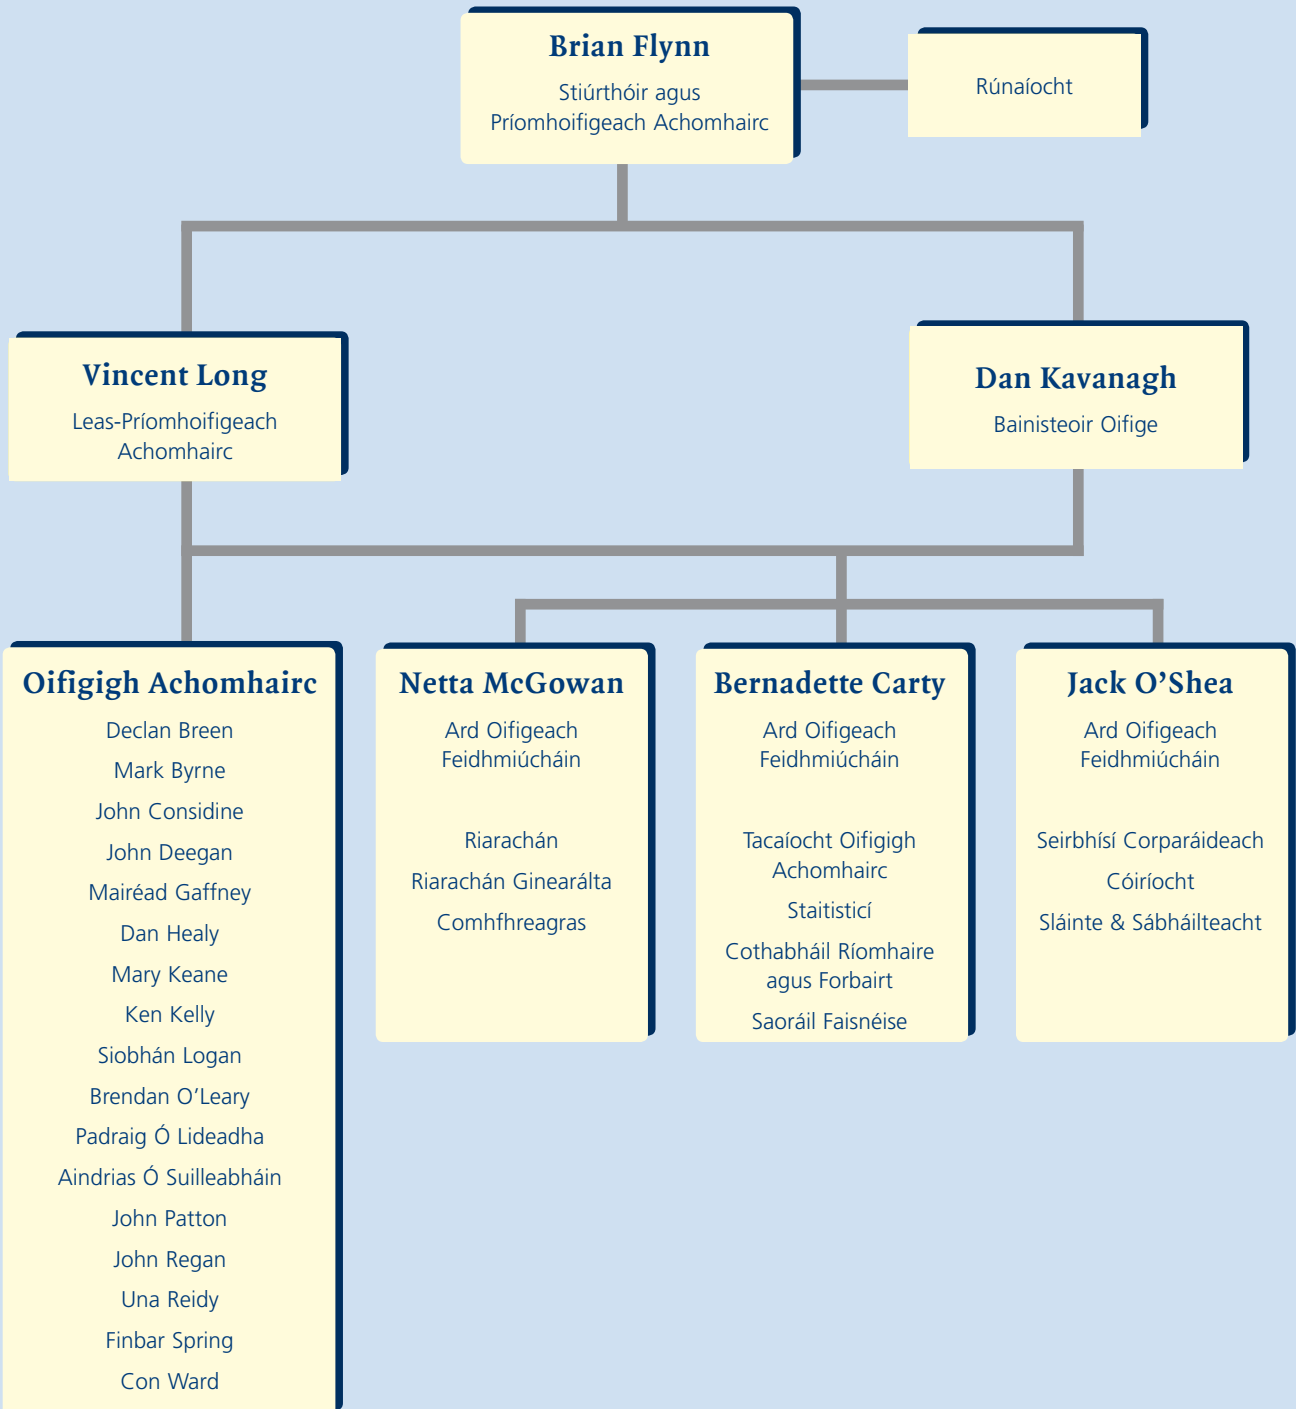 Brian Flynn
Stiúrthóir agus
Príomhoifigeach Achomhairc
Rúnaíocht
Vincent Long
Leas-Príomhoifigeach
Achomhairc
Dan Kavanagh
Bainisteoir Oifige
Oifigigh Achomhairc
Declan Breen
Mark Byrne
John Considine
John Deegan
Mairéad Gaffney
Dan Healy
Mary Keane
Ken Kelly
Siobhán Logan
Brendan O’Leary
Padraig Ó Lideadha
Aindrias Ó Suilleabháin
John Patton
John Regan
Una Reidy
Finbar Spring
Con Ward
Netta McGowan
Ard Oifigeach
Feidhmiúcháin
Riarachán
Riarachán Ginearálta
Comhfhreagras
Bernadette Carty
Ard Oifigeach
Feidhmiúcháin
Tacaíocht Oifigigh
Achomhairc
Staitisticí
Cothabháil Ríomhaire
agus Forbairt
Saoráil Faisnéise
Jack O’Shea
Ard Oifigeach
Feidhmiúcháin
Seirbhísí Corparáideach
Cóiríocht
Sláinte & Sábháilteacht